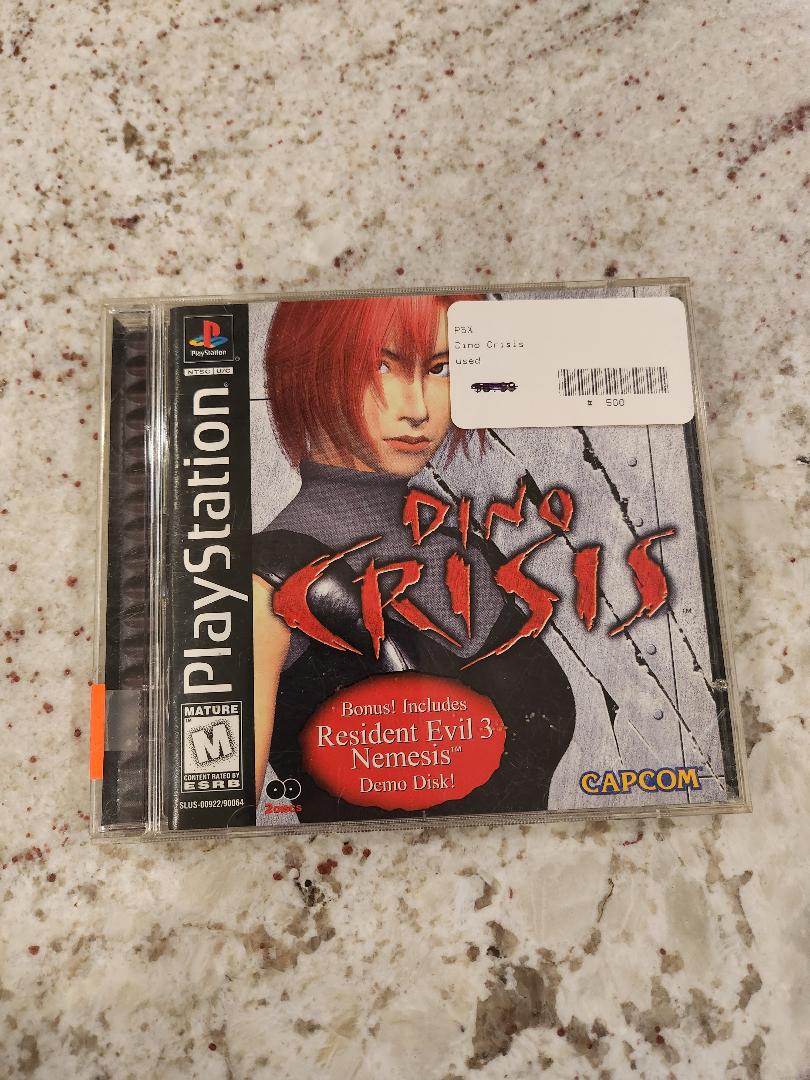 PlayStation
NTSC U/C
PlayStation
PSX
Dino Crisis
used
# 500
DINO
CRISIS
TM
Bonus! Includes
Resident Evil 3
Nemesis™
Demo Disk!
MATURE
M
CONTENT RATED BY
ESRB
SLUS-00922/90064
2 DISCS
CAPCOM